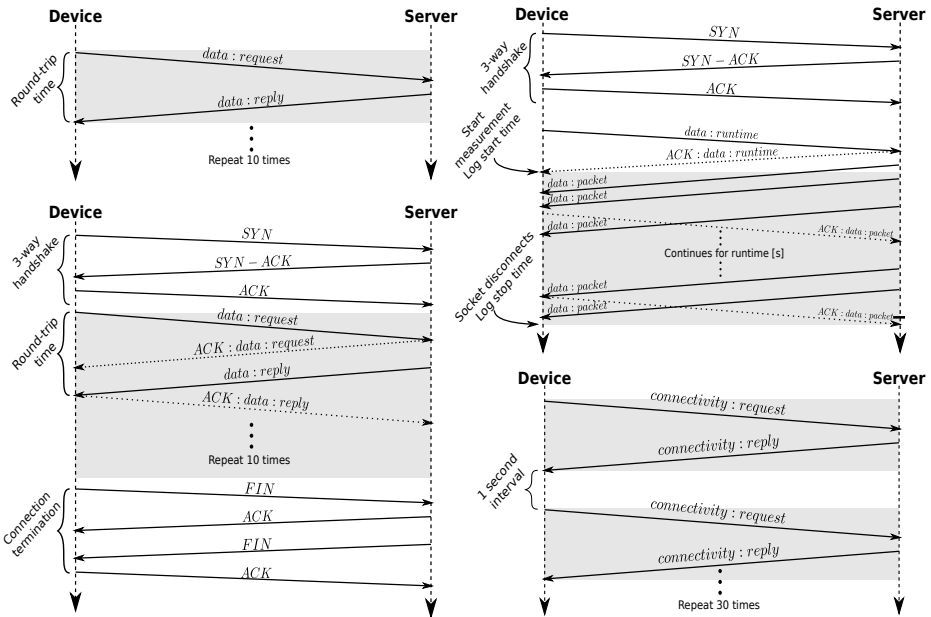 Device
Server
Round-trip
time
data : request
data : reply
Repeat 10 times
Device
Server
3-way
handshake
SYN
SYN − ACK
ACK
Round-trip
time
data : request
ACK : data : request
data : reply
ACK : data : reply
Repeat 10 times
Connection
termination
FIN
ACK
FIN
ACK
Device
Server
3-way
handshake
SYN
SYN − ACK
ACK
Start
measurement
Log start time
data : runtime
ACK : data : runtime
data : packet
data : packet
data : packet
ACK : data : packet
Continues for runtime [s]
Socket disconnects
Log stop time
data : packet
data : packet
ACK : data : packet
Device
Server
connectivity : request
connectivity : reply
1 second
interval
connectivity : request
connectivity : reply
Repeat 30 times